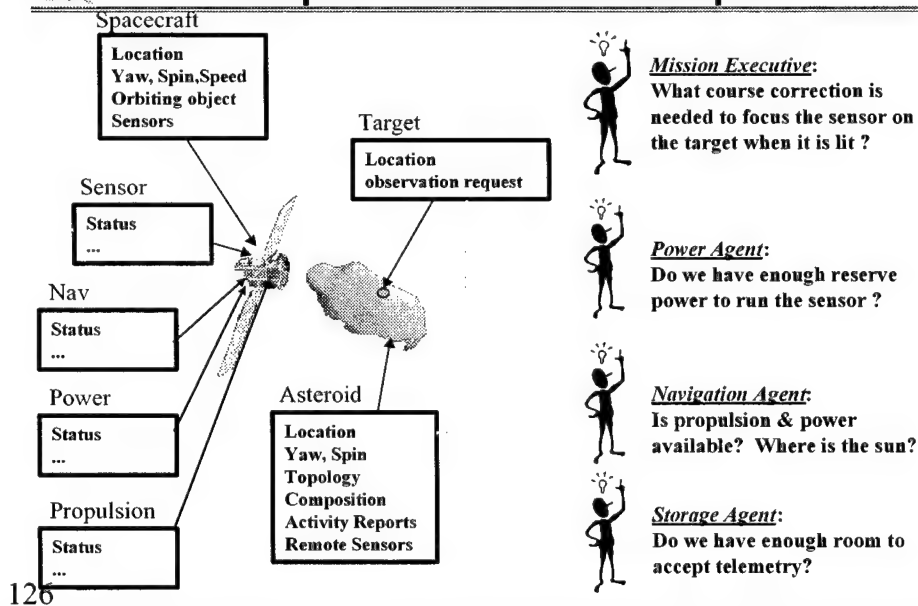 Spacecraft
Location
Yaw, Spin,Speed
Orbiting object
Sensors
Sensor
Status
...
Nav
Status
...
Power
Status
...
Propulsion
Status
...
Target
Location
observation request
Asteroid
Location
Yaw, Spin
Topology
Composition
Activity Reports
Remote Sensors
Mission Executive:
What course correction is
needed to focus the sensor on
the target when it is lit ?
Power Agent:
Do we have enough reserve
power to run the sensor ?
Navigation Agent:
Is propulsion & power
available? Where is the sun?
Storage Agent:
Do we have enough room to
accept telemetry?
126